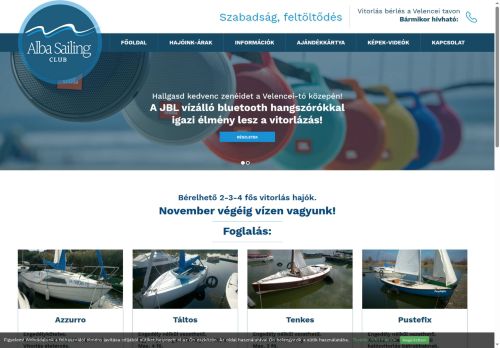 Alba Sailing
CLUB
Szabadság, feltöltődés
Vitorlás bérlés a Velencei tavon
Bármikor hívható:
FŐOLDAL
HAJÓINK-ÁRAK
INFORMÁCIÓK
AJÁNDÉKKÁRTYA
KÉPEK-VIDEÓK
KAPCSOLAT
Hallgasd kedvenc zenéidet a Velencei-tó közepén!
A JBL vízálló bluetooth hangszórókkal
igazi élmény lesz a vitorlázás!
RÉSZLETEK
Bérelhető 2-3-4 fős vitorlás hajók.
November végéig vízen vagyunk!
Foglalás:
Azzurro
Táltos
Tenkes
Pustefix